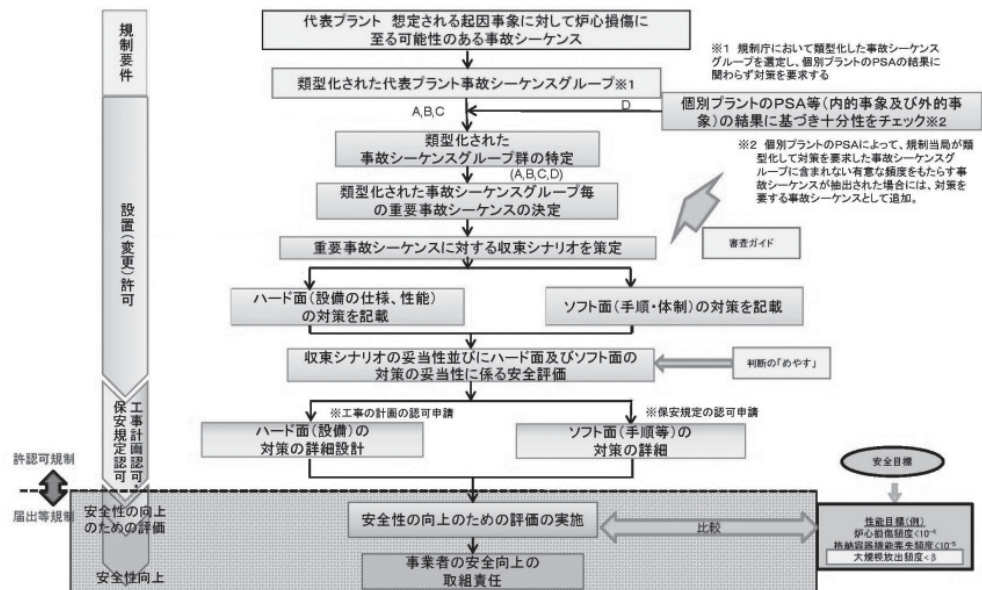 代表プラント 想定される起因事象に対して炉心損傷に
至る可能性のある事故シーケンス
規制要件
※1 規制庁において類型化した事故シーケンス
グループを選定し、個別プラントのPSAの結果に
関わらず対策を要求する
類型化された代表プラント事故シーケンスグループ※1
A,B,C
D
個別プラントのPSA等(内的事象及び外的事
象)の結果に基づき十分性をチェック※2
類型化された
事故シーケンスグループ群の特定
(A,B,C,D)
※2 個別プラントのPSAによって、規制当局が類
型化して対策を要求した事故シーケンスグ
ループに含まれない有意な頻度をもたらす事
故シーケンスが抽出された場合には、対策を
要する事故シーケンスとして追加。
類型化された事故シーケンスグループ毎
の重要事故シーケンスの決定
設置(変更)許可
重要事故シーケンスに対する収束シナリオを策定
審査ガイド
ハード面(設備の仕様、性能)
の対策を記載
ソフト面(手順・体制)の対策を記載
収束シナリオの妥当性並びにハード面及びソフト面の
対策の妥当性に係る安全評価
判断の「めやす」
工事計画認可・
保安規定認可
※工事の計画の認可申請
※保安規定の認可申請
ハード面(設備)の
対策の詳細設計
ソフト面(手順等)の
対策の詳細
許認可規制
届出等規制
安全目標
安全性の向上
のための評価
安全性の向上のための評価の実施
比較
性能目標(例)
炉心損傷頻度<10⁻⁴
格納容器機能喪失頻度<10⁻⁵
大規模放出頻度<β
安全性向上
事業者の安全向上の
取組責任